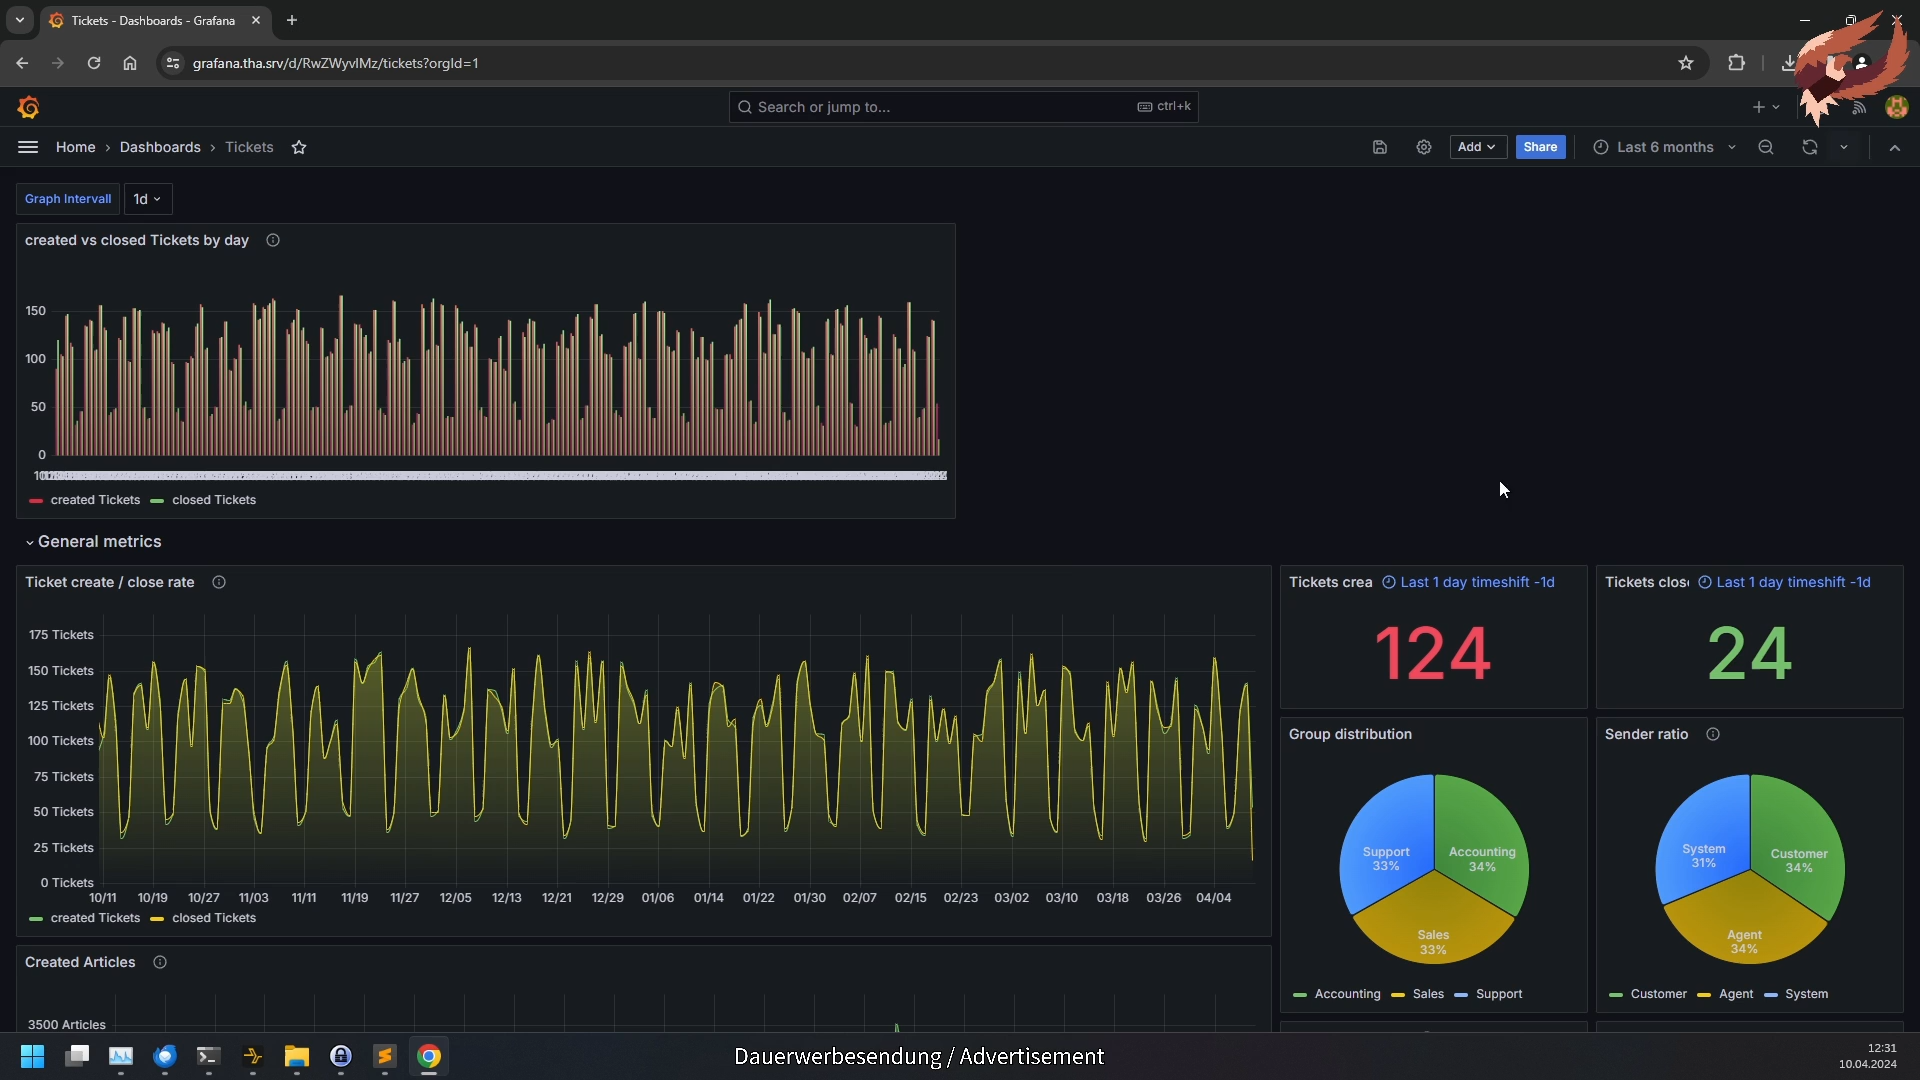 Tickets - Dashboards - Grafana
grafana.tha.srv/d/RwZWyvlMz/tickets?orgId=1
Search or jump to... ctrl+k
Home › Dashboards › Tickets
Add Share Last 6 months
Graph Intervall 1d
created vs closed Tickets by day
150
100
50
0
created Tickets closed Tickets
General metrics
Ticket create / close rate
175 Tickets
150 Tickets
125 Tickets
100 Tickets
75 Tickets
50 Tickets
25 Tickets
0 Tickets
10/11 10/19 10/27 11/03 11/11 11/19 11/27 12/05 12/13 12/21 12/29 01/06 01/14 01/22 01/30 02/07 02/15 02/23 03/02 03/10 03/18 03/26 04/04
created Tickets closed Tickets
Tickets crea Last 1 day timeshift -1d
124
Tickets clos Last 1 day timeshift -1d
24
Group distribution
Support
33%
Accounting
34%
Sales
33%
Accounting Sales Support
Sender ratio
System
31%
Customer
34%
Agent
34%
Customer Agent System
Created Articles
3500 Articles
Dauerwerbesendung / Advertisement
12:31
10.04.2024